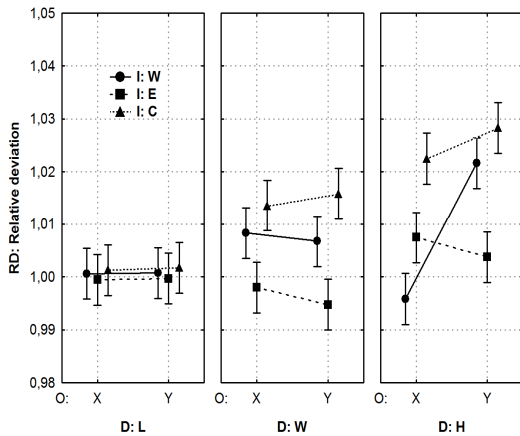 RD: Relative deviation
1,05
1,04
1,03
1,02
1,01
1,00
0,99
0,98
I: W
I: E
I: C
O: X Y O: X Y O: X Y
D: L D: W D: H